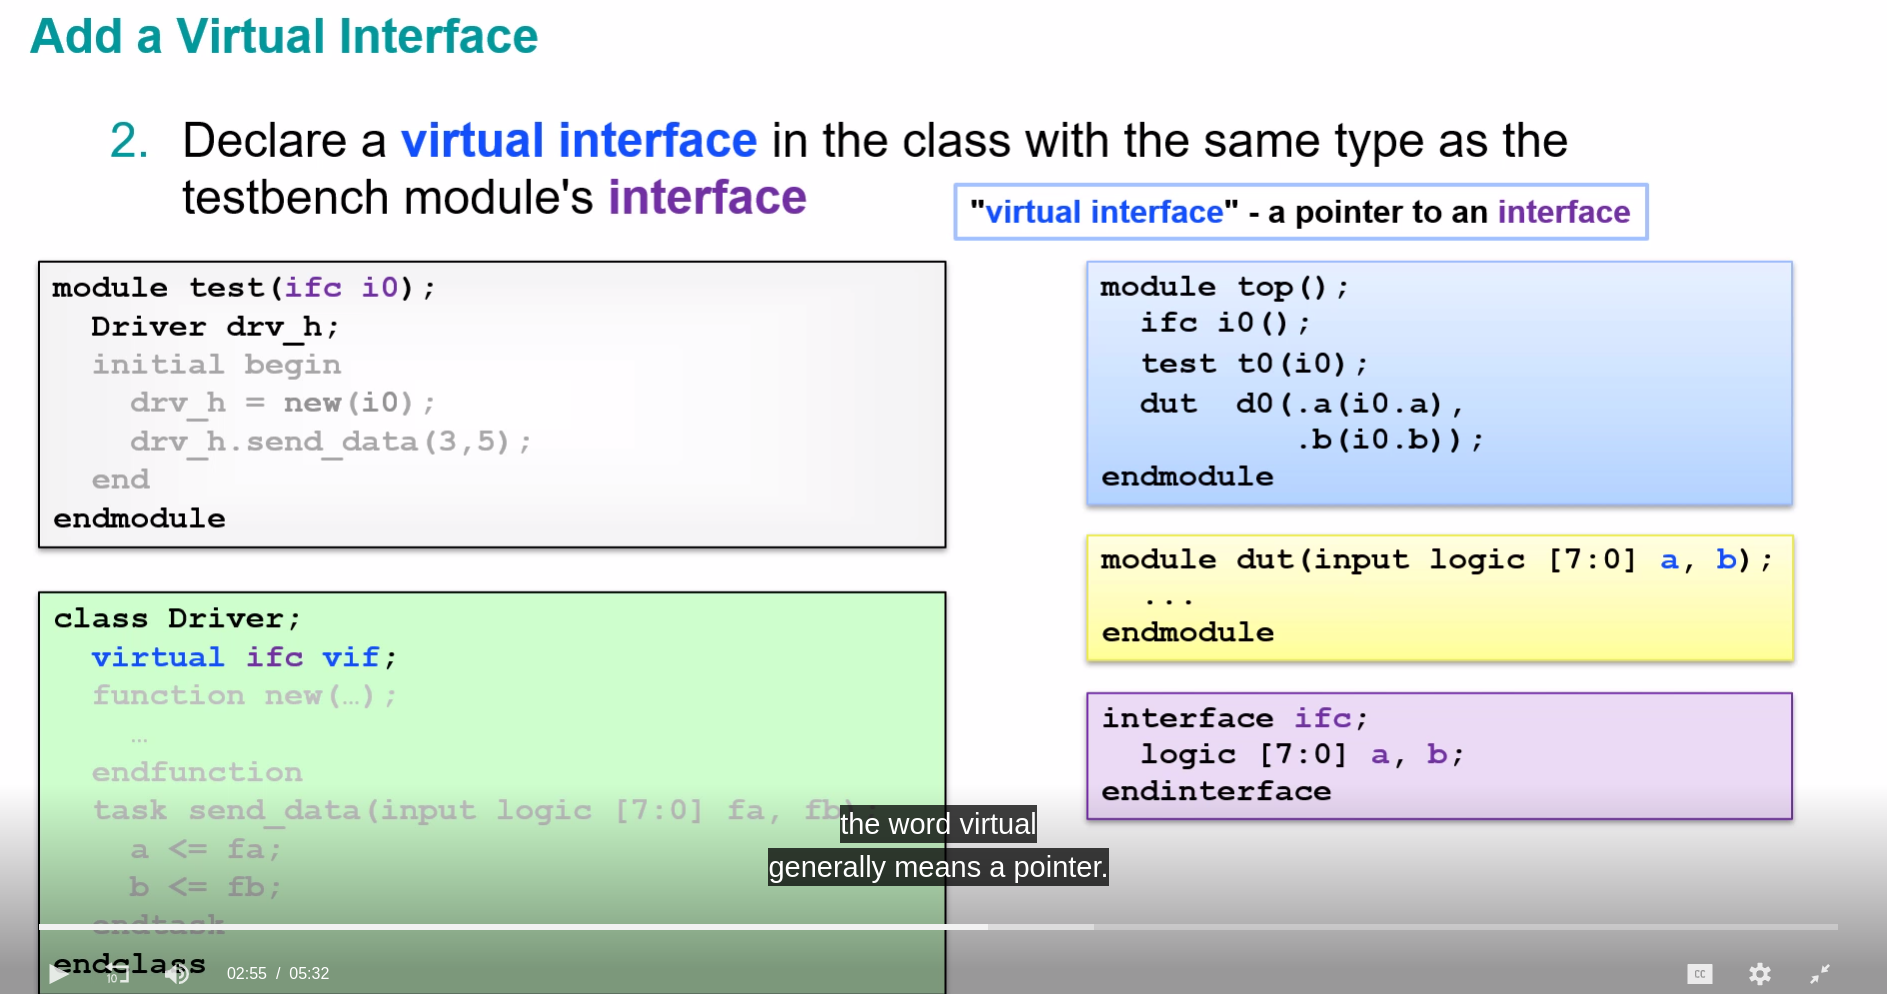 Add a Virtual Interface
2. Declare a virtual interface in the class with the same type as the
testbench module's interface
"virtual interface" - a pointer to an interface
module test(ifc i0);
  Driver drv_h;
  initial begin
    drv_h = new(i0);
    drv_h.send_data(3,5);
  end
endmodule
class Driver;
  virtual ifc vif;
  function new(…);
    …
  endfunction
  task send_data(input logic [7:0] fa, fb);
    a <= fa;
    b <= fb;
  endtask
endclass
module top();
  ifc i0();
  test t0(i0);
  dut  d0(.a(i0.a),
          .b(i0.b));
endmodule
module dut(input logic [7:0] a, b);
  ...
endmodule
interface ifc;
  logic [7:0] a, b;
endinterface
the word virtual
generally means a pointer.
10
02:55 / 05:32
CC